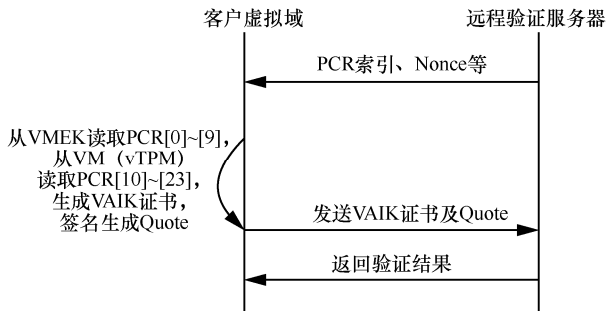 客户虚拟域
远程验证服务器
PCR索引、Nonce等
从VMEK读取PCR[0]~[9],
从VM（vTPM）
读取PCR[10]~[23],
生成VAIK证书,
签名生成Quote
发送VAIK证书及Quote
返回验证结果